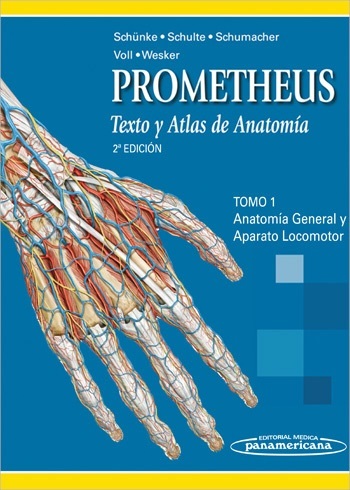 Schünke • Schulte • Schumacher
Voll • Wesker
PROMETHEUS
Texto y Atlas de Anatomía
2ª EDICIÓN
TOMO 1
Anatomía General y
Aparato Locomotor
EDITORIAL MEDICA
panamericana